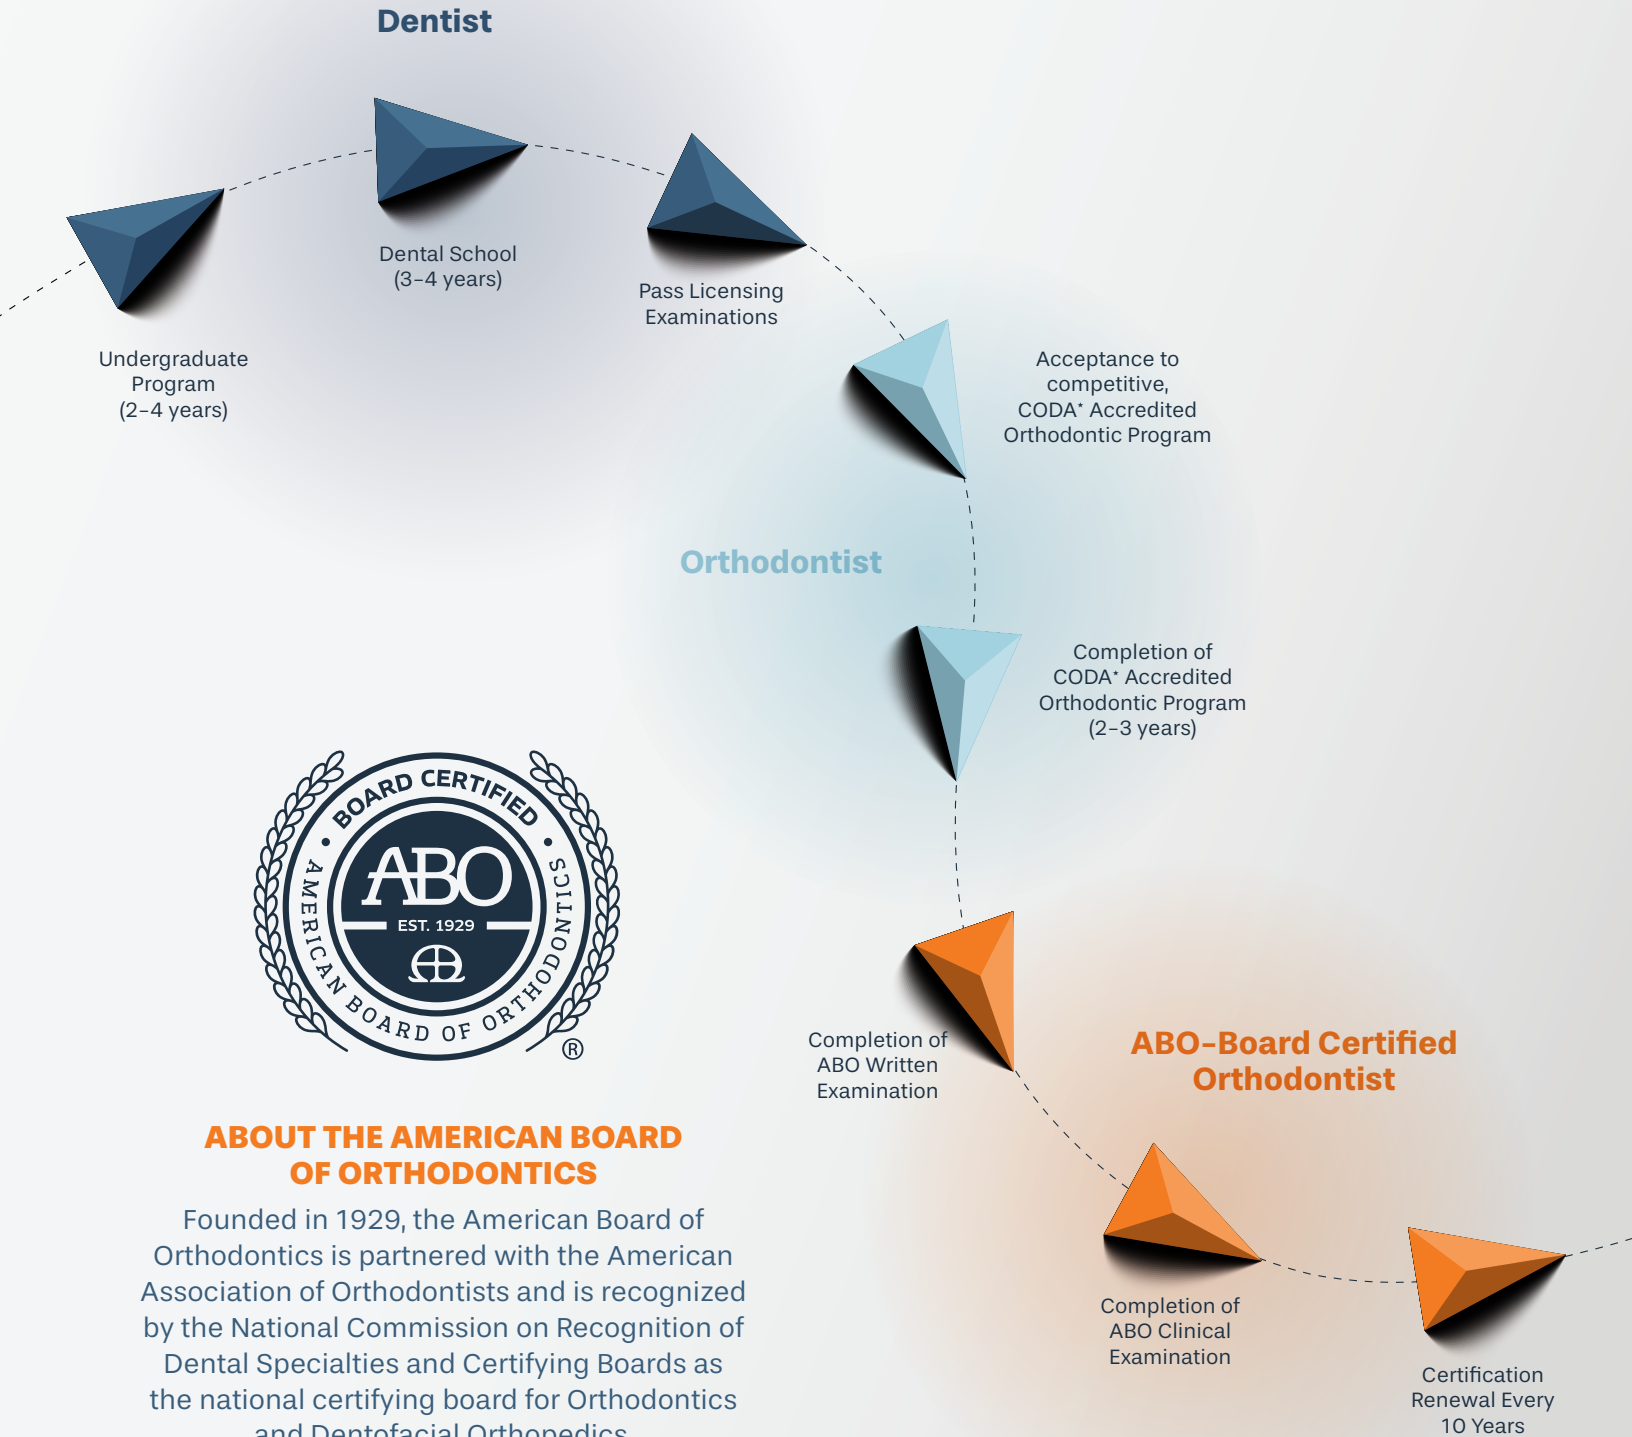 Dentist
Undergraduate
Program
(2–4 years)
Dental School
(3–4 years)
Pass Licensing
Examinations
Acceptance to
competitive,
CODA* Accredited
Orthodontic Program
Orthodontist
Completion of
CODA* Accredited
Orthodontic Program
(2–3 years)
BOARD CERTIFIED
ABO
EST. 1929
AMERICAN BOARD OF ORTHODONTICS
®
Completion of
ABO Written
Examination
ABO–Board Certified
Orthodontist
Completion of
ABO Clinical
Examination
Certification
Renewal Every
10 Years
ABOUT THE AMERICAN BOARD
OF ORTHODONTICS
Founded in 1929, the American Board of
Orthodontics is partnered with the American
Association of Orthodontists and is recognized
by the National Commission on Recognition of
Dental Specialties and Certifying Boards as
the national certifying board for Orthodontics
and Dentofacial Orthopedics.